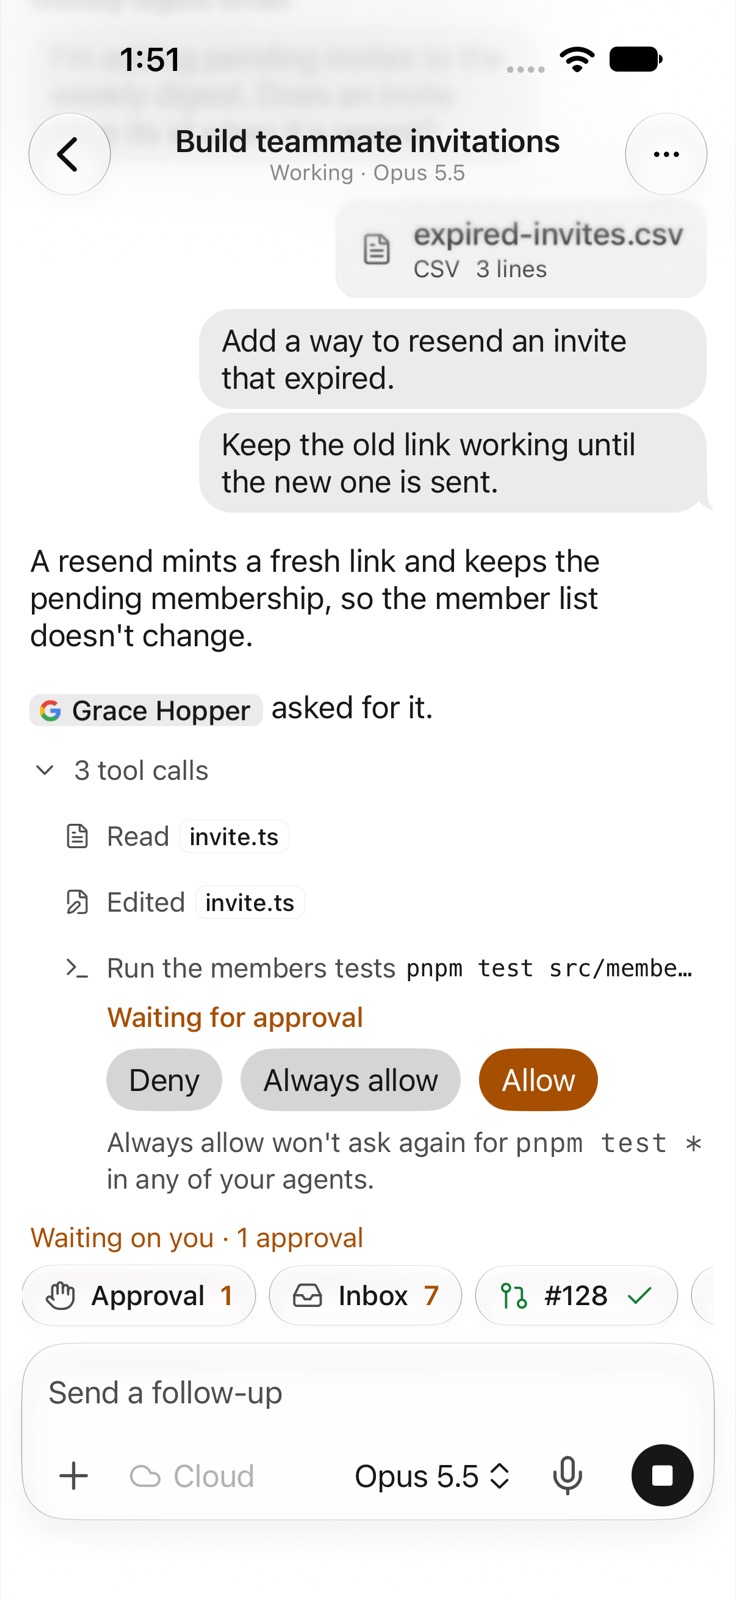 1:51
Build teammate invitations
Working · Opus 5.5
expired-invites.csv
CSV 3 lines
Add a way to resend an invite
that expired.
Keep the old link working until
the new one is sent.
A resend mints a fresh link and keeps the
pending membership, so the member list
doesn't change.
Grace Hopper asked for it.
3 tool calls
Read invite.ts
Edited invite.ts
Run the members tests pnpm test src/membe…
Waiting for approval
Deny Always allow Allow
Always allow won't ask again for pnpm test *
in any of your agents.
Waiting on you · 1 approval
Approval 1 Inbox 7 #128
Send a follow-up
Cloud Opus 5.5